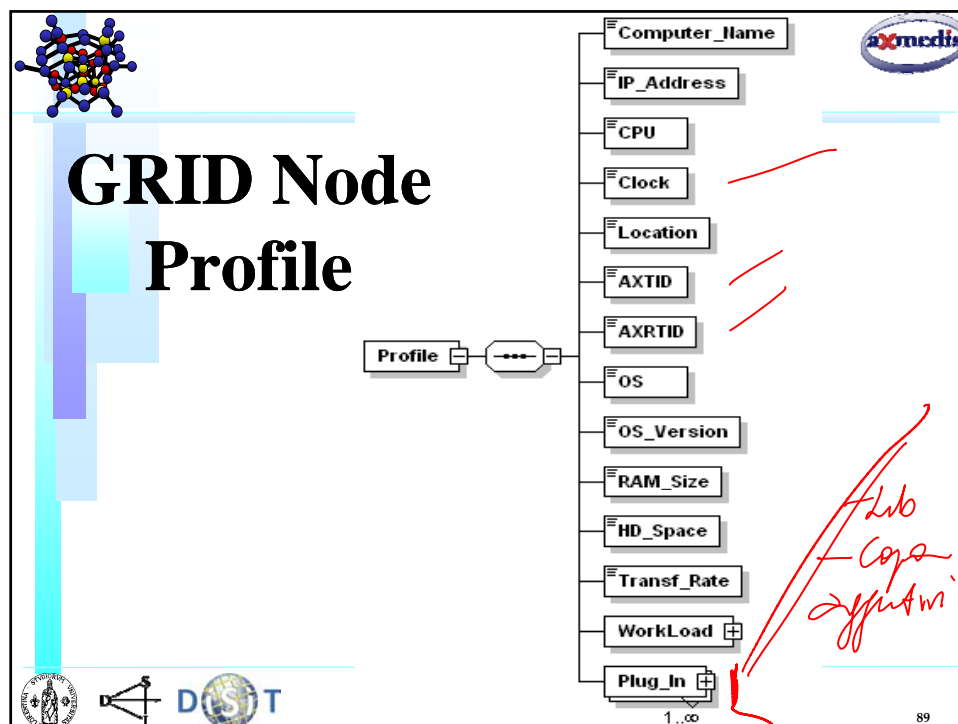 Computer_Name
axmedis
IP_Address
CPU
GRID Node
Profile
Clock
Location
AXTID
AXRTID
Profile
OS
OS_Version
RAM_Size
HD_Space
Transf_Rate
WorkLoad
Plug_In
1..∞
DISIT
89